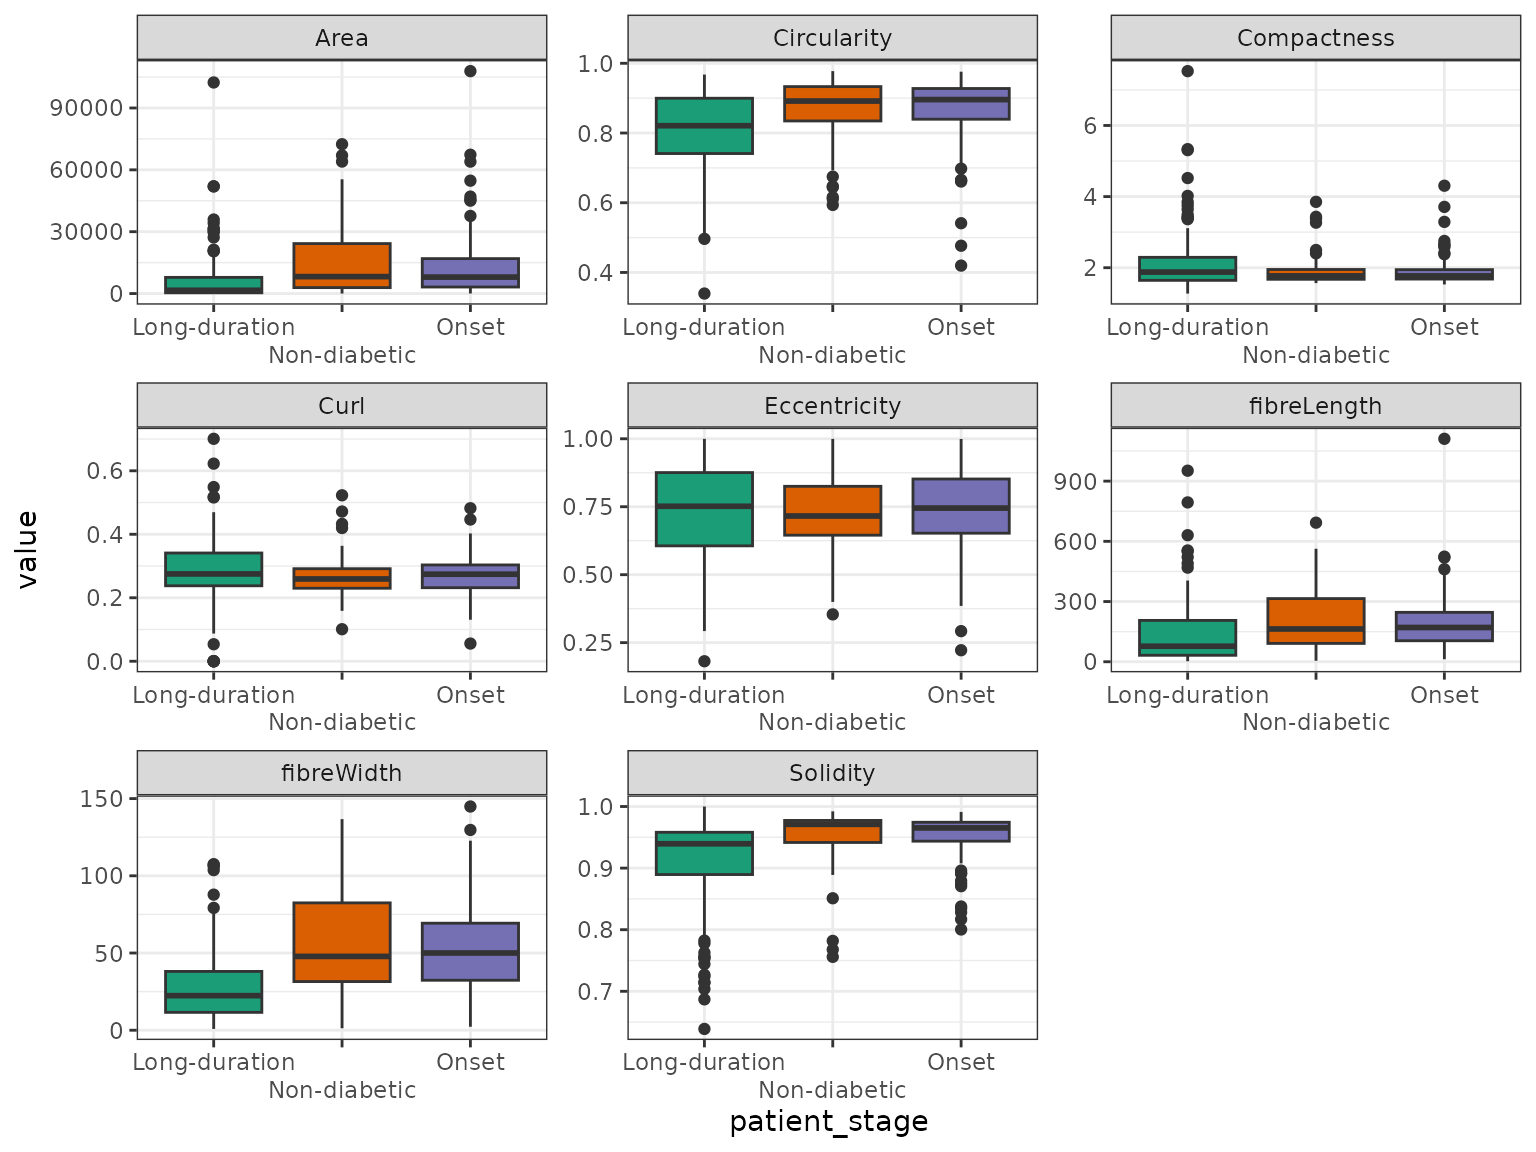 Area
Circularity
Compactness
90000
60000
30000
0
1.0
0.8
0.6
0.4
6
4
2
Long-duration
Non-diabetic
Onset
Long-duration
Non-diabetic
Onset
Long-duration
Non-diabetic
Onset
Curl
Eccentricity
fibreLength
value
0.6
0.4
0.2
0.0
1.00
0.75
0.50
0.25
900
600
300
0
Long-duration
Non-diabetic
Onset
Long-duration
Non-diabetic
Onset
Long-duration
Non-diabetic
Onset
fibreWidth
Solidity
150
100
50
0
1.0
0.9
0.8
0.7
Long-duration
Non-diabetic
Onset
Long-duration
Non-diabetic
Onset
patient_stage